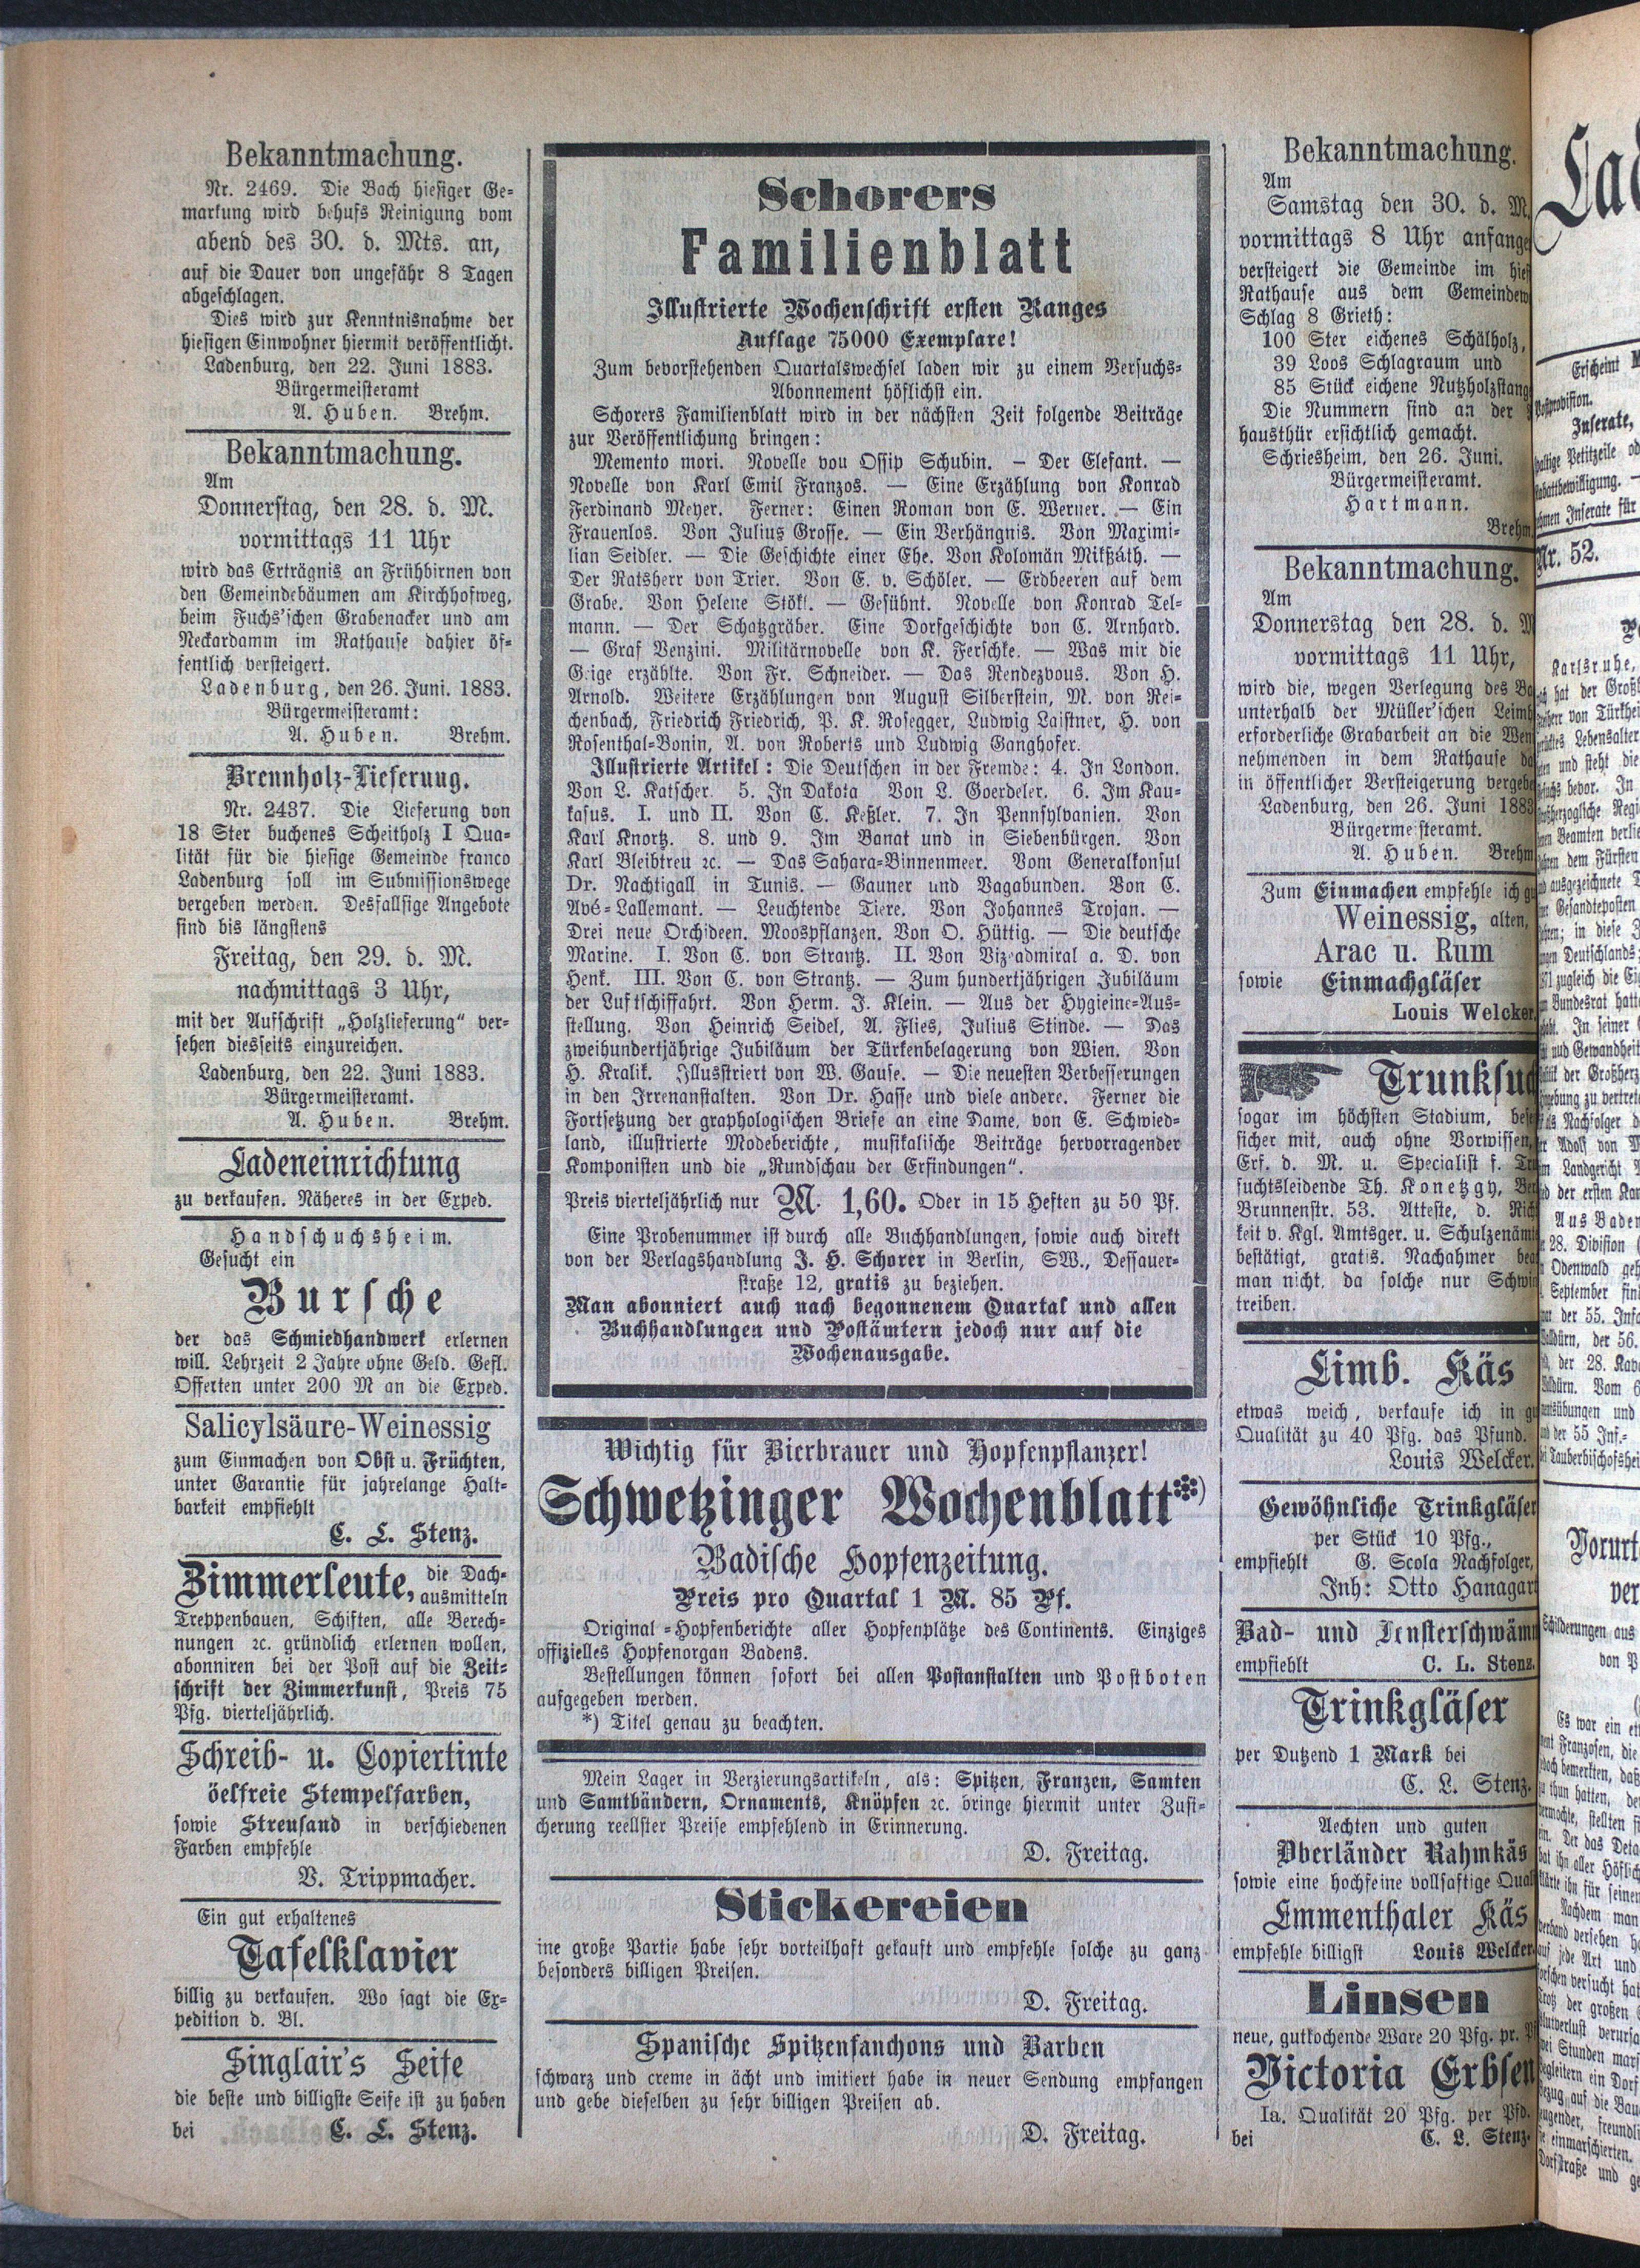 Bekanntmachung.
Nr. 2469. Die Bach hiesiger Ge-
markung wird behufs Reinigung vom
abend des 30. d. Mts. an,
auf die Dauer von ungefähr 8 Tagen
abgeschlagen.
Dies wird zur Kenntnisnahme der
hiesigen Einwohner hiermit veröffentlicht.
Ladenburg, den 22. Juni 1883.
Bürgermeisteramt
A. Huben. Brehm.
Bekanntmachung.
Am
Donnerstag, den 28. d. M.
vormittags 11 Uhr
wird das Erträgnis an Frühbirnen von
den Gemeindebäumen am Kirchhofweg,
beim Fuchs'schen Grabenacker und am
Neckardamm im Rathause dahier öf-
fentlich versteigert.
Ladenburg, den 26. Juni. 1883.
Bürgermeisteramt:
A. Huben. Brehm.
Brennholz-Lieferung.
Nr. 2437. Die Lieferung von
18 Ster buchenes Scheitholz I Qua-
lität für die hiesige Gemeinde franco
Ladenburg soll im Submissionswege
vergeben werden. Desfallsige Angebote
sind bis längstens
Freitag, den 29. d. M.
nachmittags 3 Uhr,
mit der Aufschrift „Holzlieferung“ ver-
sehen diesseits einzureichen.
Ladenburg, den 22. Juni 1883.
Bürgermeisteramt.
A. Huben. Brehm.
Ladeneinrichtung
zu verkaufen. Näheres in der Exped.
Handschuchsheim.
Gesucht ein
Bursche
der das Schmiedhandwerk erlernen
will. Lehrzeit 2 Jahre ohne Geld. Gefl.
Offerten unter 200 M an die Exped.
Salicylsäure-Weinessig
zum Einmachen von Obst u. Früchten,
unter Garantie für jahrelange Halt-
barkeit empfiehlt
C. L. Stenz.
Zimmerleute, die Dach-
ausmitteln
Treppenbauen, Schiften, alle Berech-
nungen ꝛc. gründlich erlernen wollen,
abonniren bei der Post auf die Zeit-
schrift der Zimmerkunst, Preis 75
Pfg. vierteljährlich.
Schreib- u. Copiertinte
öelfreie Stempelfarben,
sowie Streusand in verschiedenen
Farben empfehle
V. Trippmacher.
Ein gut erhaltenes
Tafelklavier
billig zu verkaufen. Wo sagt die Ex-
pedition d. Bl.
Singlair's Seife
die beste und billigste Seife ist zu haben
bei C. L. Stenz.
Schorers
Familienblatt
Illustrierte Wochenschrift ersten Ranges
Auflage 75000 Exemplare!
Zum bevorstehenden Quartalswechsel laden wir zu einem Versuchs-
Abonnement höflichst ein.
Schorers Familienblatt wird in der nächsten Zeit folgende Beiträge
zur Veröffentlichung bringen:
Memento mori. Novelle vou Ossip Schubin. – Der Elefant. —
Novelle von Karl Emil Franzos. — Eine Erzählung von Konrad
Ferdinand Meyer. Ferner: Einen Roman von E. Werner. — Ein
Frauenlos. Von Julius Grosse. — Ein Verhängnis. Von Maximi-
lian Seidler. — Die Geschichte einer Ehe. Von Kolomán Mikßáth. —
Der Ratsherr von Trier. Von E. v. Schöler. — Erdbeeren auf dem
Grabe. Von Helene Stökl. — Gesühnt. Novelle von Konrad Tel-
mann. — Der Schatzgräber. Eine Dorfgeschichte von C. Arnhard.
— Graf Venzini. Militärnovelle von K. Ferschke. — Was mir die
Geige erzählte. Von Fr. Schneider. — Das Rendezvous. Von H.
Arnold. Weitere Erzählungen von August Silberstein, M. von Rei-
chenbach, Friedrich Friedrich, P. K. Rosegger, Ludwig Laistner, H. von
Rosenthal-Bonin, A. von Roberts und Ludwig Ganghofer.
Illustrierte Artikel: Die Deutschen in der Fremde: 4. In London.
Von L. Katscher. 5. In Dakota Von L. Goerdeler. 6. Im Kau-
kasus. I. und II. Von C. Keßler. 7. In Pennsylvanien. Von
Karl Knortz. 8. und 9. Im Banat und in Siebenbürgen. Von
Karl Bleibtreu ꝛc. — Das Sahara-Binnenmeer. Vom Generalkonsul
Dr. Nachtigall in Tunis. — Gauner und Vagabunden. Von C.
Avé-Lallemant. — Leuchtende Tiere. Von Johannes Trojan. —
Drei neue Orchideen. Moospflanzen. Von O. Hüttig. — Die deutsche
Marine. I. Von C. von Strantz. II. Von Vizeadmiral a. D. von
Henk. III. Von C. von Strantz. — Zum hundertjährigen Jubiläum
der Luftschiffahrt. Von Herm. J. Klein. — Aus der Hygieine-Aus-
stellung. Von Heinrich Seidel, A. Flies, Julius Stinde. — Das
zweihundertjährige Jubiläum der Türkenbelagerung von Wien. Von
H. Kralik. Illusstriert von W. Gause. — Die neuesten Verbesserungen
in den Irrenanstalten. Von Dr. Hasse und viele andere. Ferner die
Fortsetzung der graphologischen Briefe an eine Dame, von E. Schwied-
land, illustrierte Modeberichte, musikalische Beiträge hervorragender
Komponisten und die „Rundschau der Erfindungen“.
Preis vierteljährlich nur M. 1,60. Oder in 15 Heften zu 50 Pf.
Eine Probenummer ist durch alle Buchhandlungen, sowie auch direkt
von der Verlagshandlung J. H. Schorer in Berlin, SW., Dessauer-
straße 12, gratis zu beziehen.
Man abonniert auch nach begonnenem Quartal und allen
Buchhandlungen und Postämtern jedoch nur auf die
Wochenausgabe.
Wichtig für Bierbrauer und Hopfenpflanzer!
Schwetzinger Wochenblatt*)
Badische Hopfenzeitung.
Preis pro Quartal 1 M. 85 Pf.
Original-Hopfenberichte aller Hopfenplätze des Continents. Einziges
offizielles Hopfenorgan Badens.
Bestellungen können sofort bei allen Postanstalten und Postboten
aufgegeben werden.
*) Titel genau zu beachten.
Mein Lager in Verzierungsartikeln, als: Spitzen, Franzen, Samten
und Samtbändern, Ornaments, Knöpfen ꝛc. bringe hiermit unter Zusi-
cherung reellster Preise empfehlend in Erinnerung.
D. Freitag.
Stickereien
ine große Partie habe sehr vorteilhaft gekauft und empfehle solche zu ganz
besonders billigen Preisen.
D. Freitag.
Spanische Spitzenfanchons und Barben
schwarz und creme in ächt und imitiert habe in neuer Sendung empfangen
und gebe dieselben zu sehr billigen Preisen ab.
D. Freitag.
Bekanntmachung.
Am
Samstag den 30. d. M.
vormittags 8 Uhr
versteigert die Gemeinde im
Rathause aus dem
Schlag 8 Grieth:
100 Ster eichenes Schälholz,
39 Loos Schlagraum und
85 Stück eichene
Die Nummern sind an der
hausthür ersichtlich gemacht.
Schriesheim, den 26. Juni.
Bürgermeisteramt.
Hartmann.
Brehm.
Bekanntmachung.
Am
Donnerstag den 28. d. M
vormittags 11 Uhr,
wird die, wegen Verlegung des
unterhalb der Müller'schen
erforderliche Grabarbeit an die
nehmenden in dem Rathause
in öffentlicher Versteigerung
Ladenburg, den 26. Juni 1883
Bürgermeisteramt.
A. Huben. Brehm
Zum Einmachen empfehle ich
Weinessig, alten,
Arac u. Rum
sowie Einmachgläser
Louis Welcker.
sogar im höchsten Stadium,
sicher mit, auch ohne Vorwissen,
Erf. d. M. u. Specialist f.
suchtsleidende Th. Konetzgy,
Brunnenstr. 53. Atteste, d.
keit v. Kgl. Amtsger. u.
bestätigt, gratis. Nachahmer
man nicht. da solche nur
treiben.
Limb. Käs
etwas weich, verkaufe ich in
Qualität zu 40 Pfg. das Pfund.
Louis Welcker.
Gewöhnliche Trinkgläser
per Stück 10 Pfg.,
empfiehlt G. Scola Nachfolger,
Inh: Otto
Bad- und
empfiehlt C. L. Stenz.
Trinkgläser
per Dutzend 1 Mark bei
C. L. Stenz.
Aechten und guten
Oberländer Rahmkäs
sowie eine hochfeine vollsaftige
Emmenthaler Käs
empfehle billigst Louis Welcker.
Linsen
neue, gutkochende Ware 20 Pfg. pr.
Victoria Erbsen
Ia. Qualität 20 Pfg. per Pfd.
bei C. L. Stenz.
Erscheint
Inserate,
Nr. 52.
Karlsruhe,
Aus Baden
Es war ein